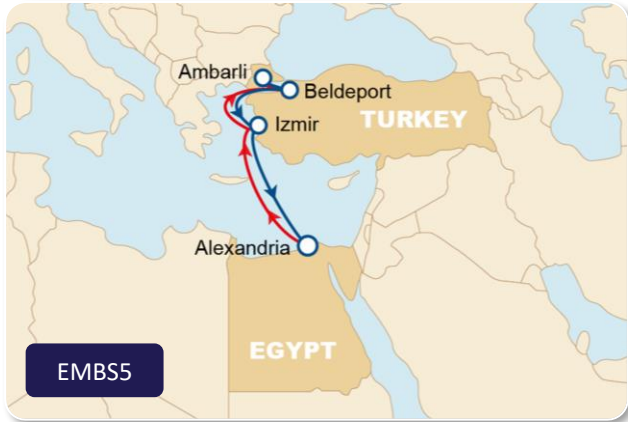 Ambarli
Beldeport
Izmir
TURKEY
Alexandria
EGYPT
EMBS5